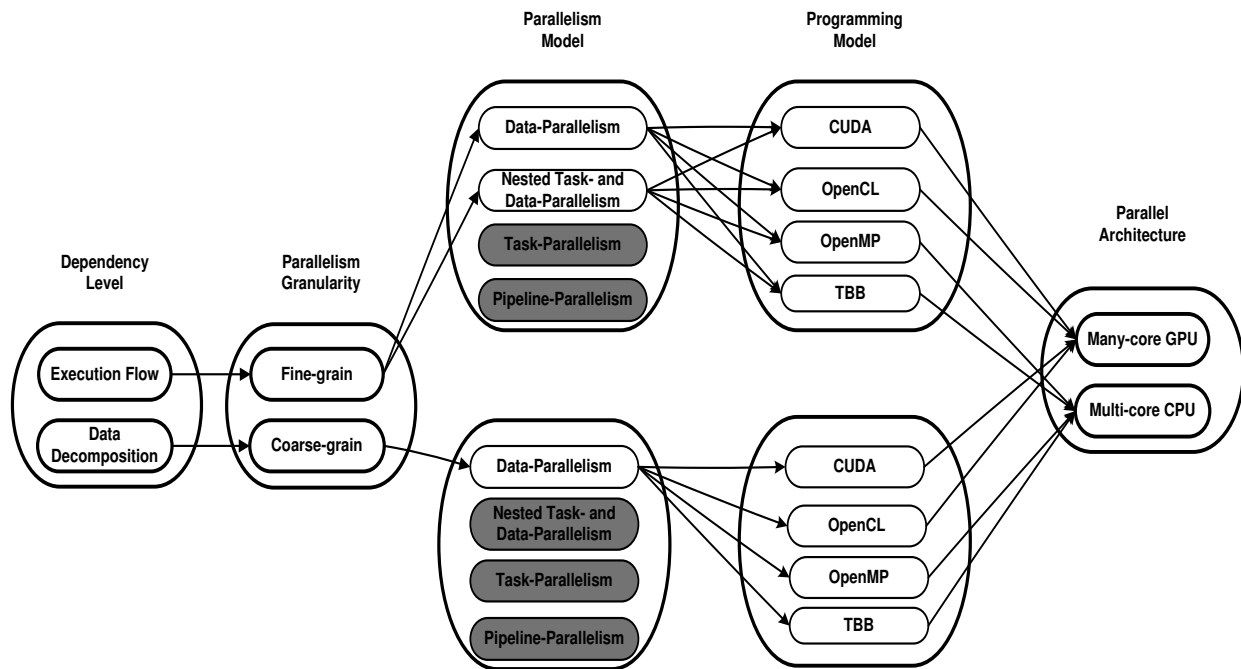 Dependency
Level
Execution Flow
Data
Decomposition
Parallelism
Granularity
Fine-grain
Coarse-grain
Parallelism
Model
Data-Parallelism
Nested Task- and
Data-Parallelism
Task-Parallelism
Pipeline-Parallelism
Data-Parallelism
Nested Task- and
Data-Parallelism
Task-Parallelism
Pipeline-Parallelism
Programming
Model
CUDA
OpenCL
OpenMP
TBB
CUDA
OpenCL
OpenMP
TBB
Parallel
Architecture
Many-core GPU
Multi-core CPU